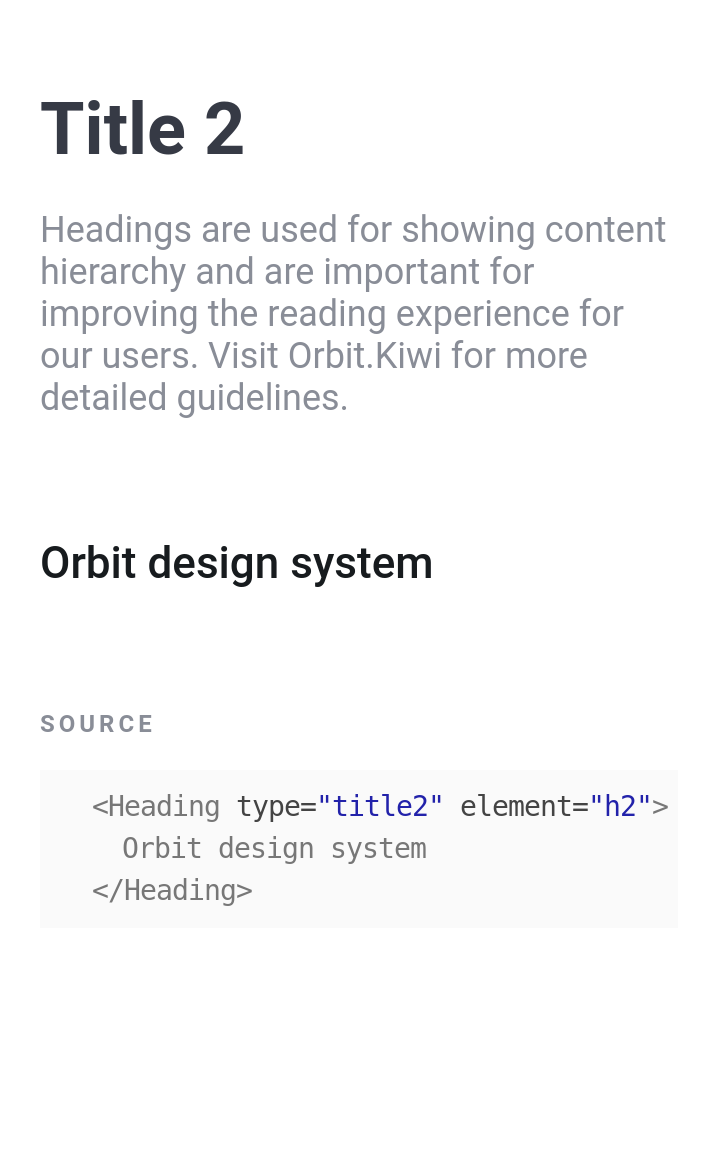 Title 2
Headings are used for showing content
hierarchy and are important for
improving the reading experience for
our users. Visit Orbit.Kiwi for more
detailed guidelines.
Orbit design system
SOURCE
<Heading type="title2" element="h2">
  Orbit design system
</Heading>